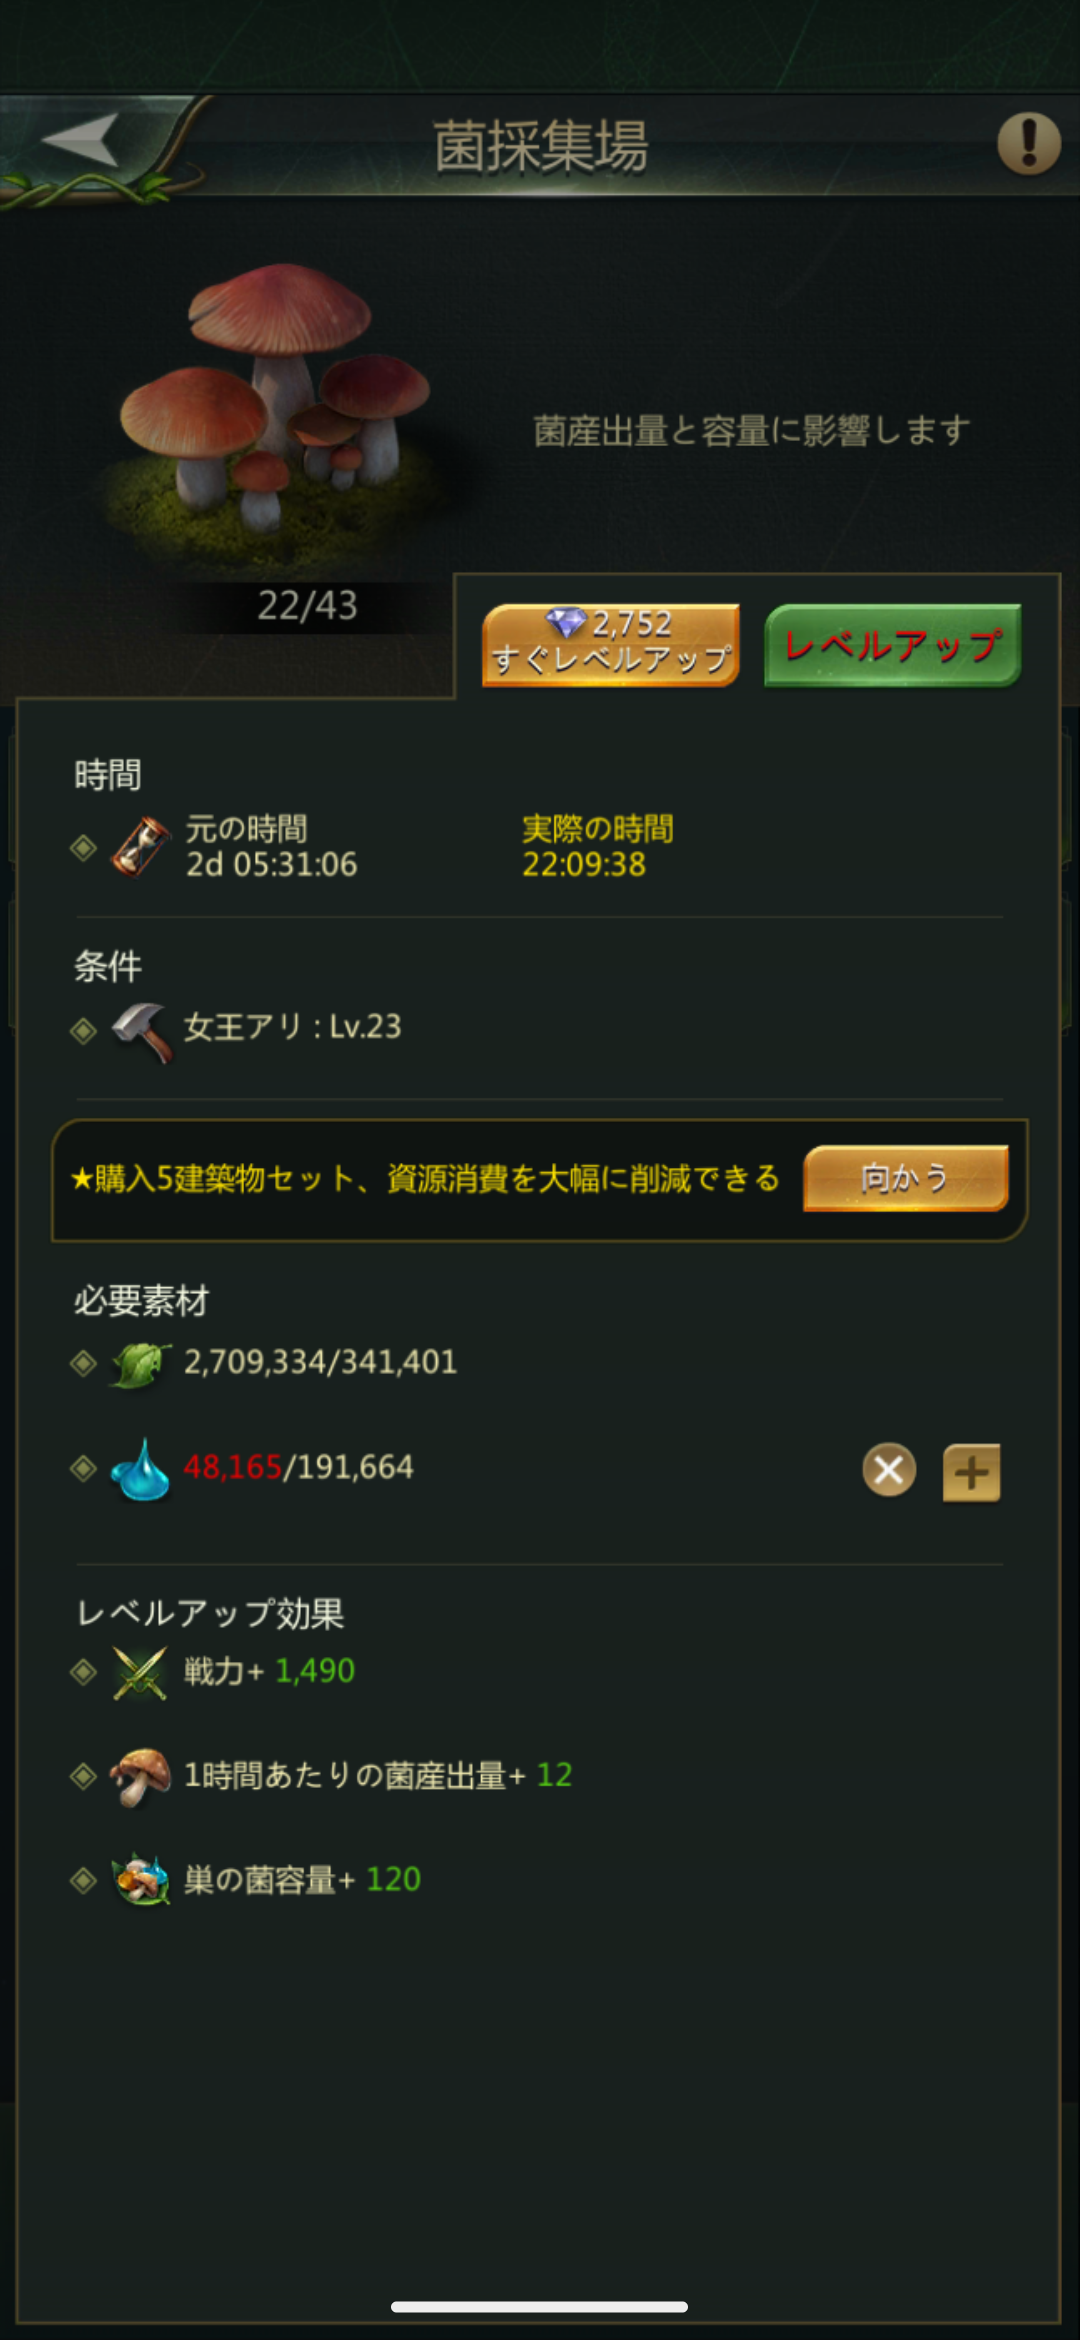 菌採集場
菌産出量と容量に影響します
22/43
2,752
すぐレベルアップ
レベルアップ
時間
元の時間
2d 05:31:06
実際の時間
22:09:38
条件
女王アリ : Lv.23
★購入5建築物セット、資源消費を大幅に削減できる
向かう
必要素材
2,709,334/341,401
48,165/191,664
レベルアップ効果
戦力+ 1,490
1時間あたりの菌産出量+ 12
巣の菌容量+ 120